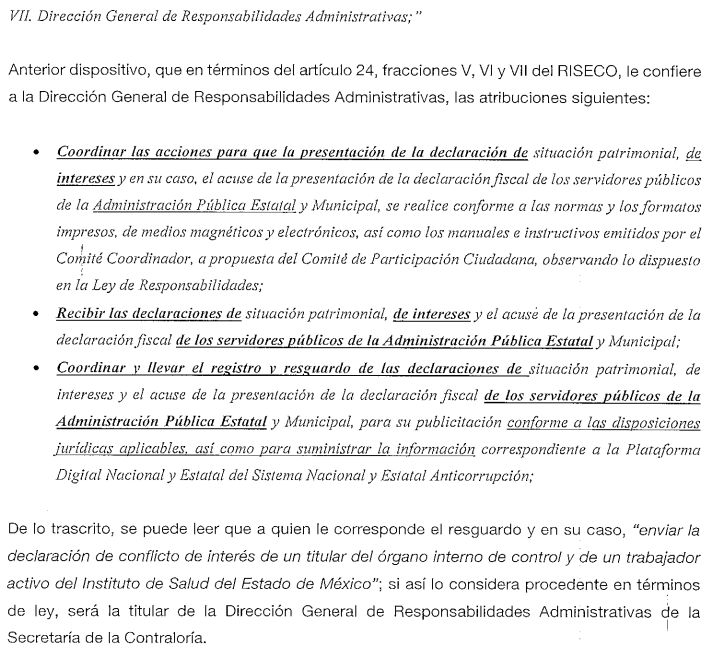 VII. Dirección General de Responsabilidades Administrativas;”
Anterior dispositivo, que en términos del artículo 24, fracciones V, VI y VII del RISECO, le confiere
a la Dirección General de Responsabilidades Administrativas, las atribuciones siguientes:
• Coordinar las acciones para que la presentación de la declaración de situación patrimonial, de
intereses y en su caso, el acuse de la presentación de la declaración fiscal de los servidores públicos
de la Administración Pública Estatal y Municipal, se realice conforme a las normas y los formatos
impresos, de medios magnéticos y electrónicos, así como los manuales e instructivos emitidos por el
Comité Coordinador, a propuesta del Comité de Participación Ciudadana, observando lo dispuesto
en la Ley de Responsabilidades;
• Recibir las declaraciones de situación patrimonial, de intereses y el acuse de la presentación de la
declaración fiscal de los servidores públicos de la Administración Pública Estatal y Municipal;
• Coordinar y llevar el registro y resguardo de las declaraciones de situación patrimonial, de
intereses y el acuse de la presentación de la declaración fiscal de los servidores públicos de la
Administración Pública Estatal y Municipal, para su publicitación conforme a las disposiciones
jurídicas aplicables, así como para suministrar la información correspondiente a la Plataforma
Digital Nacional y Estatal del Sistema Nacional y Estatal Anticorrupción;
De lo trascrito, se puede leer que a quien le corresponde el resguardo y en su caso, “enviar la
declaración de conflicto de interés de un titular del órgano interno de control y de un trabajador
activo del Instituto de Salud del Estado de México”; si así lo considera procedente en términos
de ley, será la titular de la Dirección General de Responsabilidades Administrativas de la
Secretaría de la Contraloría.